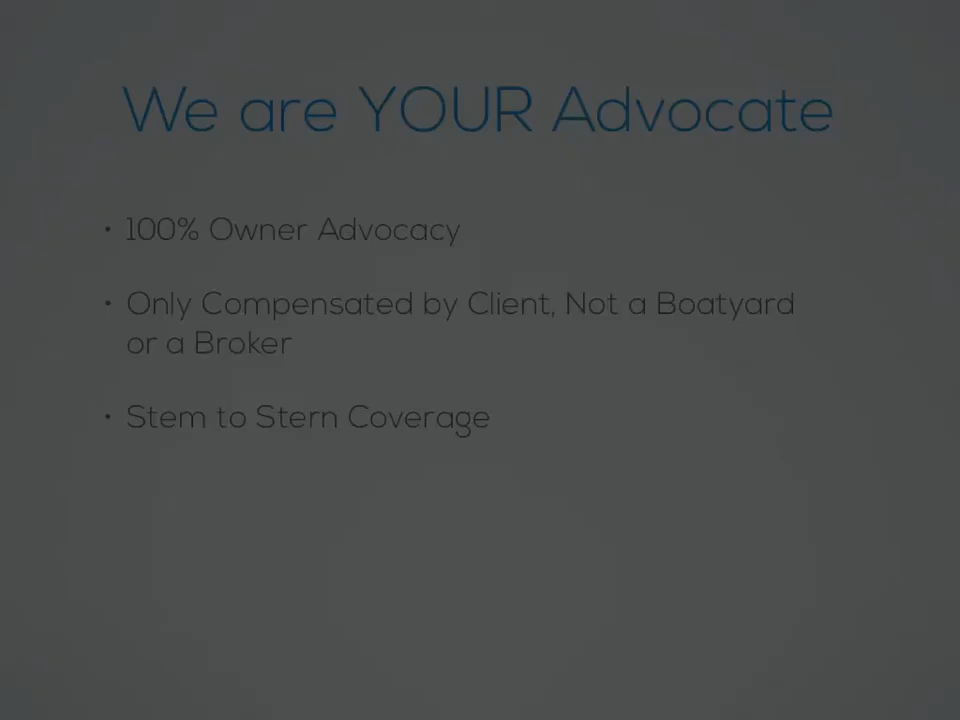 We are YOUR Advocate
• 100% Owner Advocacy
• Only Compensated by Client, Not a Boatyard
or a Broker
• Stem to Stern Coverage